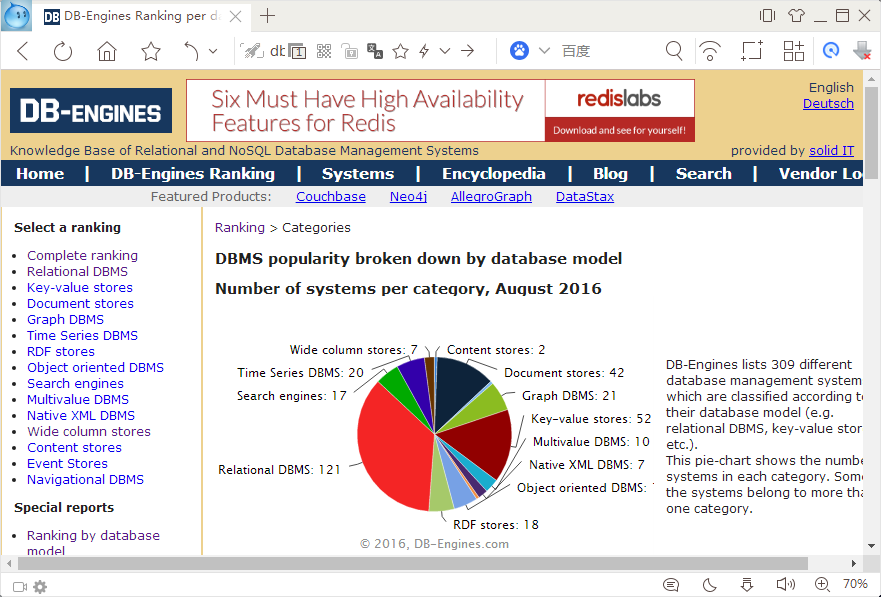 DB-Engines Ranking per d
db
1
百度
DB-ENGINES
Six Must Have High Availability
Features for Redis
redislabs
Download and see for yourself!
English
Deutsch
Knowledge Base of Relational and NoSQL Database Management Systems
provided by solid IT
Home | DB-Engines Ranking | Systems | Encyclopedia | Blog | Search | Vendor Lo
Featured Products: Couchbase Neo4j AllegroGraph DataStax
Select a ranking
Complete ranking
Relational DBMS
Key-value stores
Document stores
Graph DBMS
Time Series DBMS
RDF stores
Object oriented DBMS
Search engines
Multivalue DBMS
Native XML DBMS
Wide column stores
Content stores
Event Stores
Navigational DBMS
Special reports
Ranking by database
model
Ranking > Categories
DBMS popularity broken down by database model
Number of systems per category, August 2016
Wide column stores: 7
Content stores: 2
Time Series DBMS: 20
Document stores: 42
Search engines: 17
Graph DBMS: 21
Key-value stores: 52
Multivalue DBMS: 10
Native XML DBMS: 7
Relational DBMS: 121
Object oriented DBMS:
RDF stores: 18
© 2016, DB-Engines.com
DB-Engines lists 309 different
database management system
which are classified according to
their database model (e.g.
relational DBMS, key-value stor
etc.).
This pie-chart shows the numbe
systems in each category. Some
the systems belong to more tha
one category.
70%